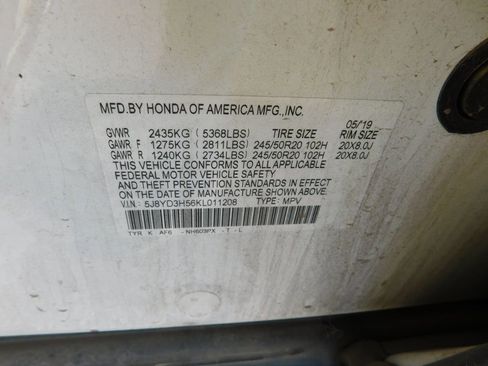 MFD.BY HONDA OF AMERICA MFG.,INC.
05/19
GVWR 2435KG (5368LBS) TIRE SIZE RIM SIZE
GAWR F 1275KG (2811LBS) 245/50R20 102H 20X8.0J
GAWR R 1240KG (2734LBS) 245/50R20 102H 20X8.0J
THIS VEHICLE CONFORMS TO ALL APPLICABLE
FEDERAL MOTOR VEHICLE SAFETY
AND THEFT PREVENTION STANDARDS IN EFFECT
ON THE DATE OF MANUFACTURE SHOWN ABOVE.
V.I.N.: 5J8YD3H56KL011208 TYPE: MPV
TYR K AF6 -NH603PX -T -L